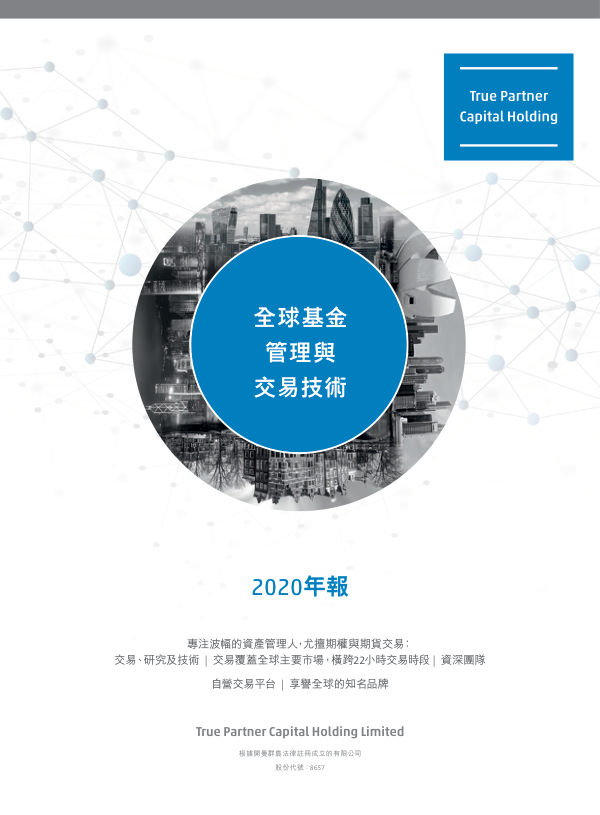 True Partner
Capital Holding
全球基金
管理與
交易技術
2020年報
專注波幅的資產管理人，尤擅期權與期貨交易：
交易、研究及技術 | 交易覆蓋全球主要市場，橫跨22小時交易時段 | 資深團隊
自營交易平台 | 享譽全球的知名品牌
True Partner Capital Holding Limited
根據開曼群島法律註冊成立的有限公司
股份代號：8657